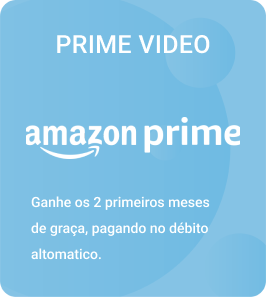 PRIME VIDEO
amazon prime
Ganhe os 2 primeiros meses
de graça, pagando no débito
altomatico.